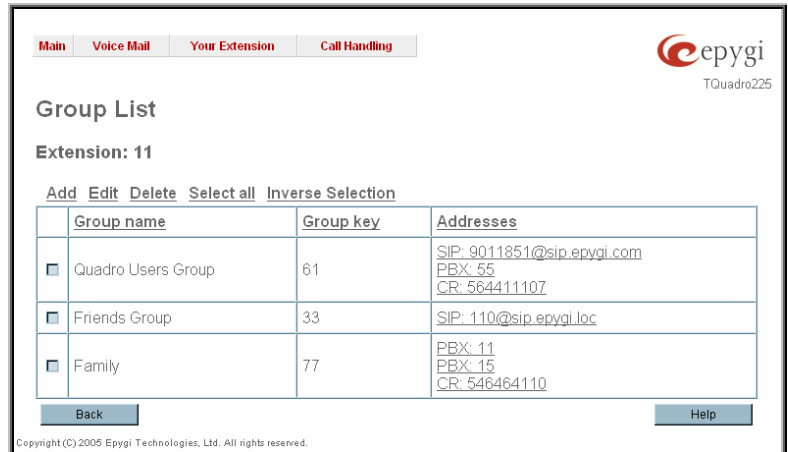 Main Voice Mail Your Extension Call Handling
epygi
TQuadro225
Group List
Extension: 11
Add Edit Delete Select all Inverse Selection
Group name Group key Addresses
Quadro Users Group 61 SIP: 9011851@sip.epygi.com
PBX: 55
CR: 564411107
Friends Group 33 SIP: 110@sip.epygi.loc
Family 77 PBX: 11
PBX: 15
CR: 546464110
Back Help
Copyright (C) 2005 Epygi Technologies, Ltd. All rights reserved.